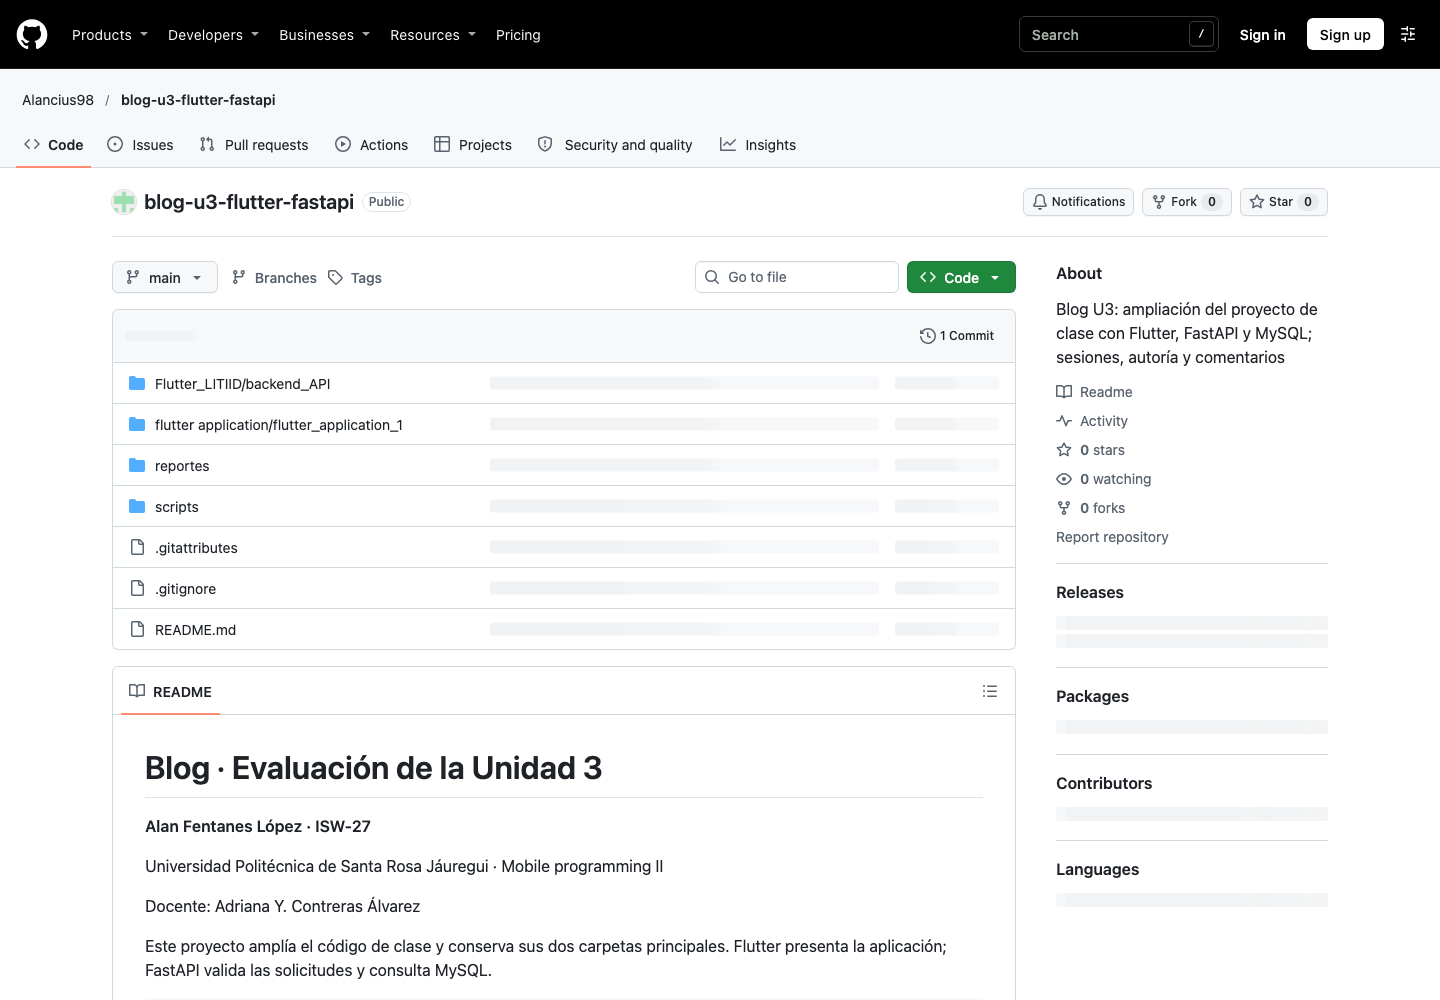 Products
Developers
Businesses
Resources
Pricing
Search
/
Sign in
Sign up
Alancius98 / blog-u3-flutter-fastapi
Code
Issues
Pull requests
Actions
Projects
Security and quality
Insights
blog-u3-flutter-fastapi
Public
Notifications
Fork 0
Star 0
main
Branches
Tags
Go to file
Code
1 Commit
Flutter_LITIID/backend_API
flutter application/flutter_application_1
reportes
scripts
.gitattributes
.gitignore
README.md
README
Blog · Evaluación de la Unidad 3
Alan Fentanes López · ISW-27
Universidad Politécnica de Santa Rosa Jáuregui · Mobile programming II
Docente: Adriana Y. Contreras Álvarez
Este proyecto amplía el código de clase y conserva sus dos carpetas principales. Flutter presenta la aplicación;
FastAPI valida las solicitudes y consulta MySQL.
About
Blog U3: ampliación del proyecto de
clase con Flutter, FastAPI y MySQL;
sesiones, autoría y comentarios
Readme
Activity
0 stars
0 watching
0 forks
Report repository
Releases
Packages
Contributors
Languages